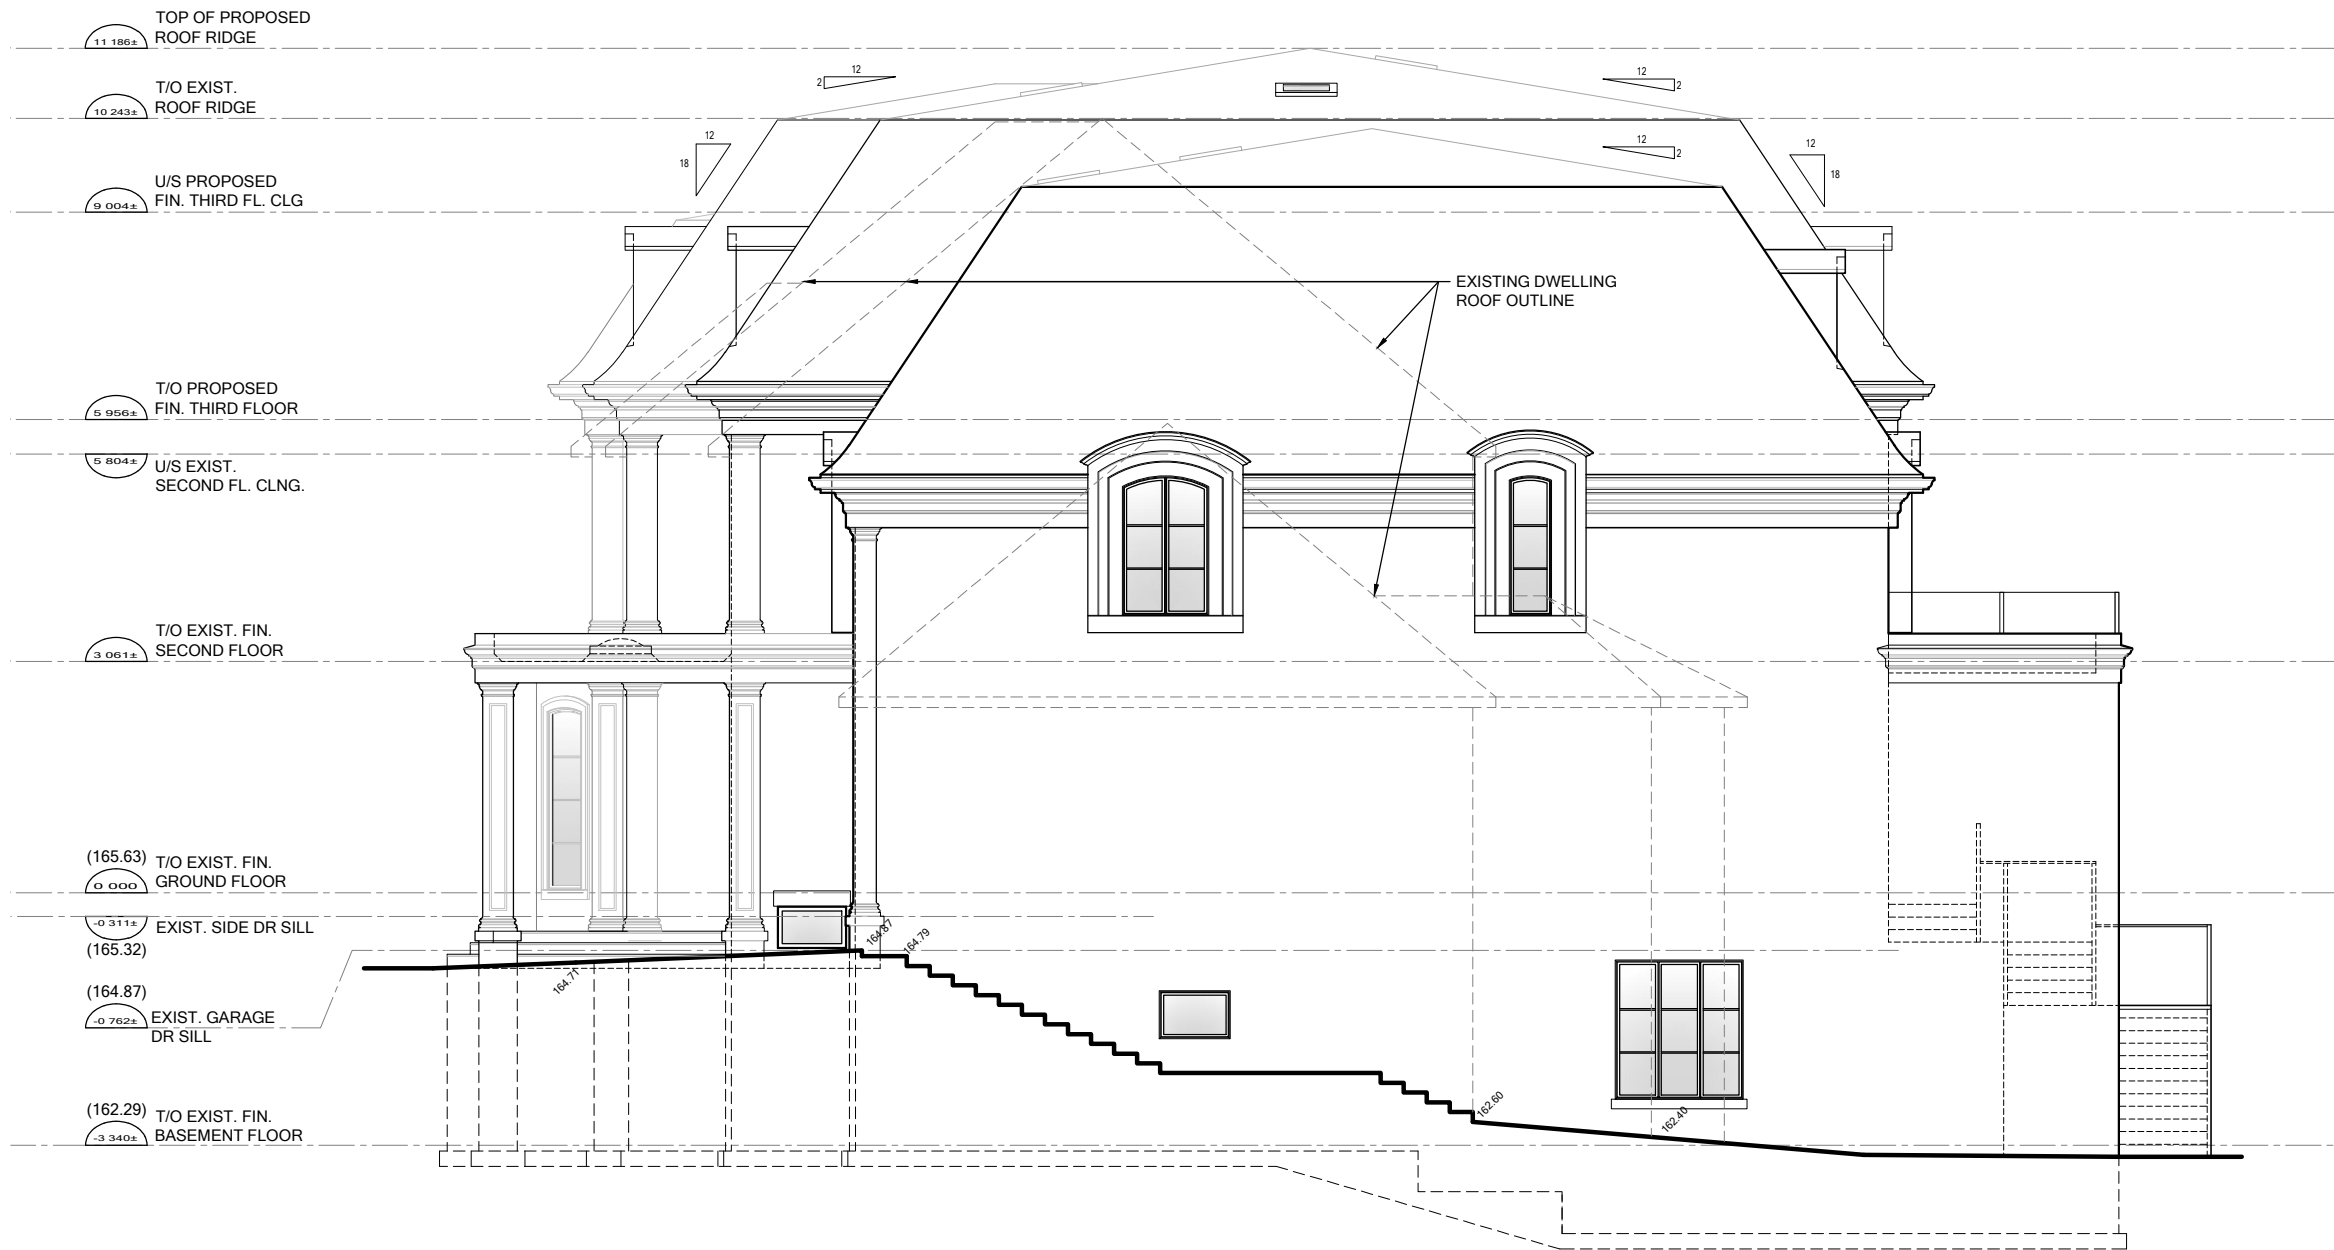 TOP OF PROPOSED
ROOF RIDGE
11 186±
T/O EXIST.
ROOF RIDGE
10 243±
U/S PROPOSED
FIN. THIRD FL. CLG
9 004±
T/O PROPOSED
FIN. THIRD FLOOR
5 956±
5 804±
U/S EXIST.
SECOND FL. CLNG.
T/O EXIST. FIN.
SECOND FLOOR
3 061±
(165.63)
T/O EXIST. FIN.
GROUND FLOOR
0 000
-0 311±
EXIST. SIDE DR SILL
(165.32)
(164.87)
-0 762±
EXIST. GARAGE
DR SILL
(162.29)
T/O EXIST. FIN.
BASEMENT FLOOR
-3 340±
12
2
12
2
12
18
12
2
12
18
EXISTING DWELLING
ROOF OUTLINE
164.71
164.87
164.79
162.60
162.40